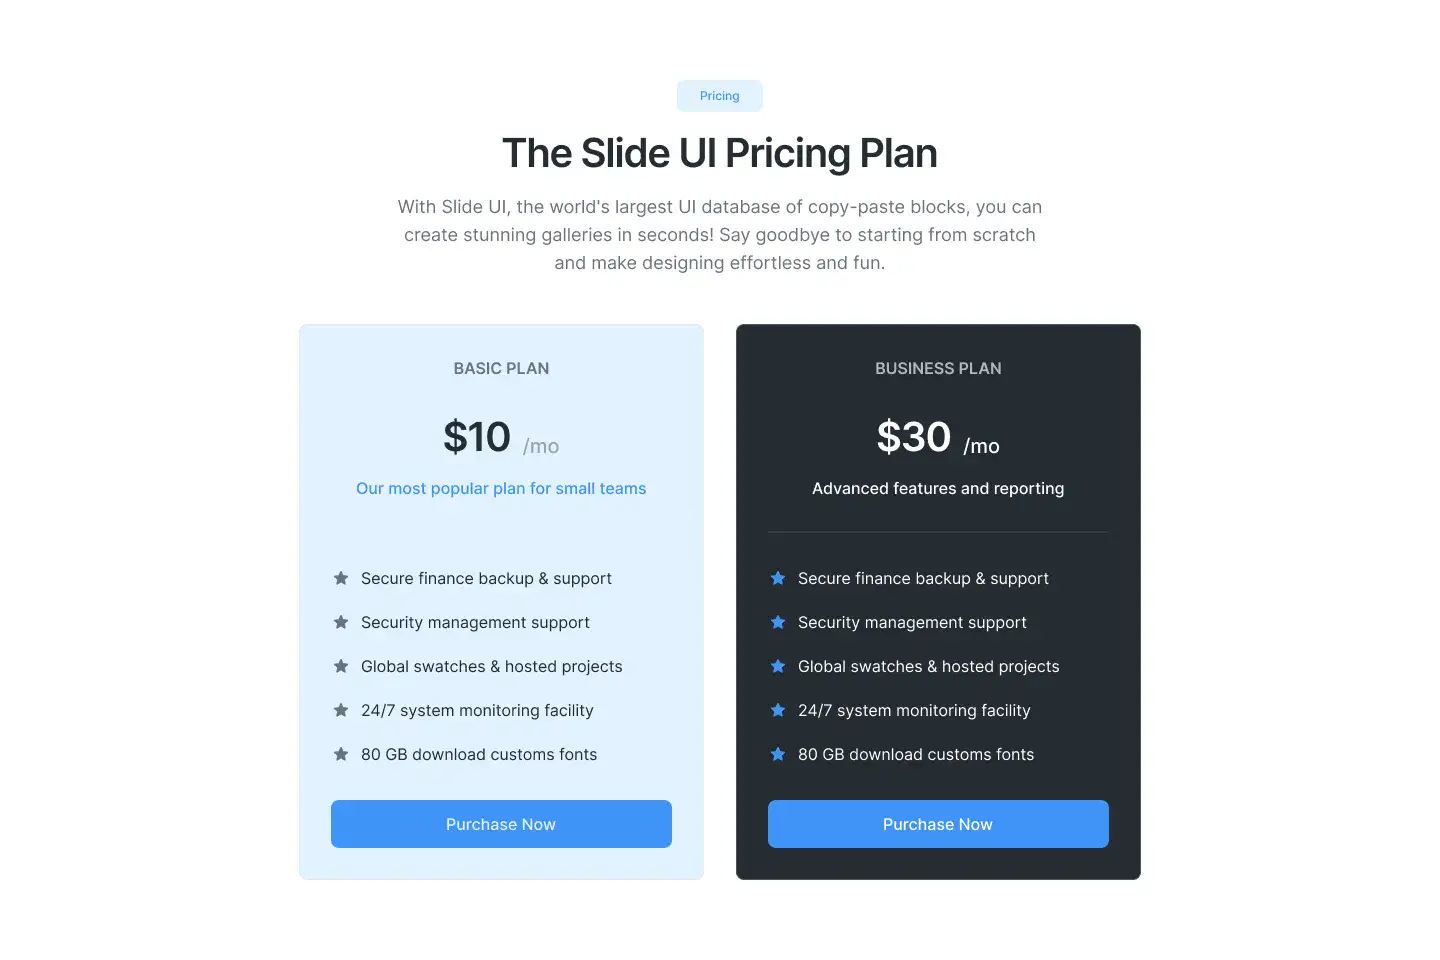 Pricing
The Slide UI Pricing Plan
With Slide UI, the world's largest UI database of copy-paste blocks, you can
create stunning galleries in seconds! Say goodbye to starting from scratch
and make designing effortless and fun.
BASIC PLAN
$10 /mo
Our most popular plan for small teams
Secure finance backup & support
Security management support
Global swatches & hosted projects
24/7 system monitoring facility
80 GB download customs fonts
Purchase Now
BUSINESS PLAN
$30 /mo
Advanced features and reporting
Secure finance backup & support
Security management support
Global swatches & hosted projects
24/7 system monitoring facility
80 GB download customs fonts
Purchase Now